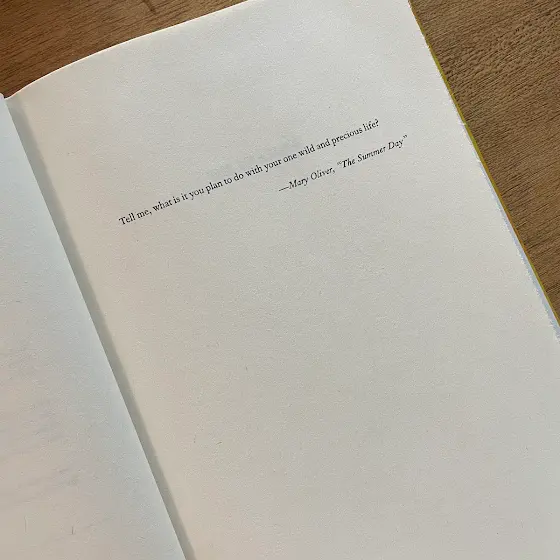 Tell me, what is it you plan to do with your one wild and precious life?
—Mary Oliver, “The Summer Day”